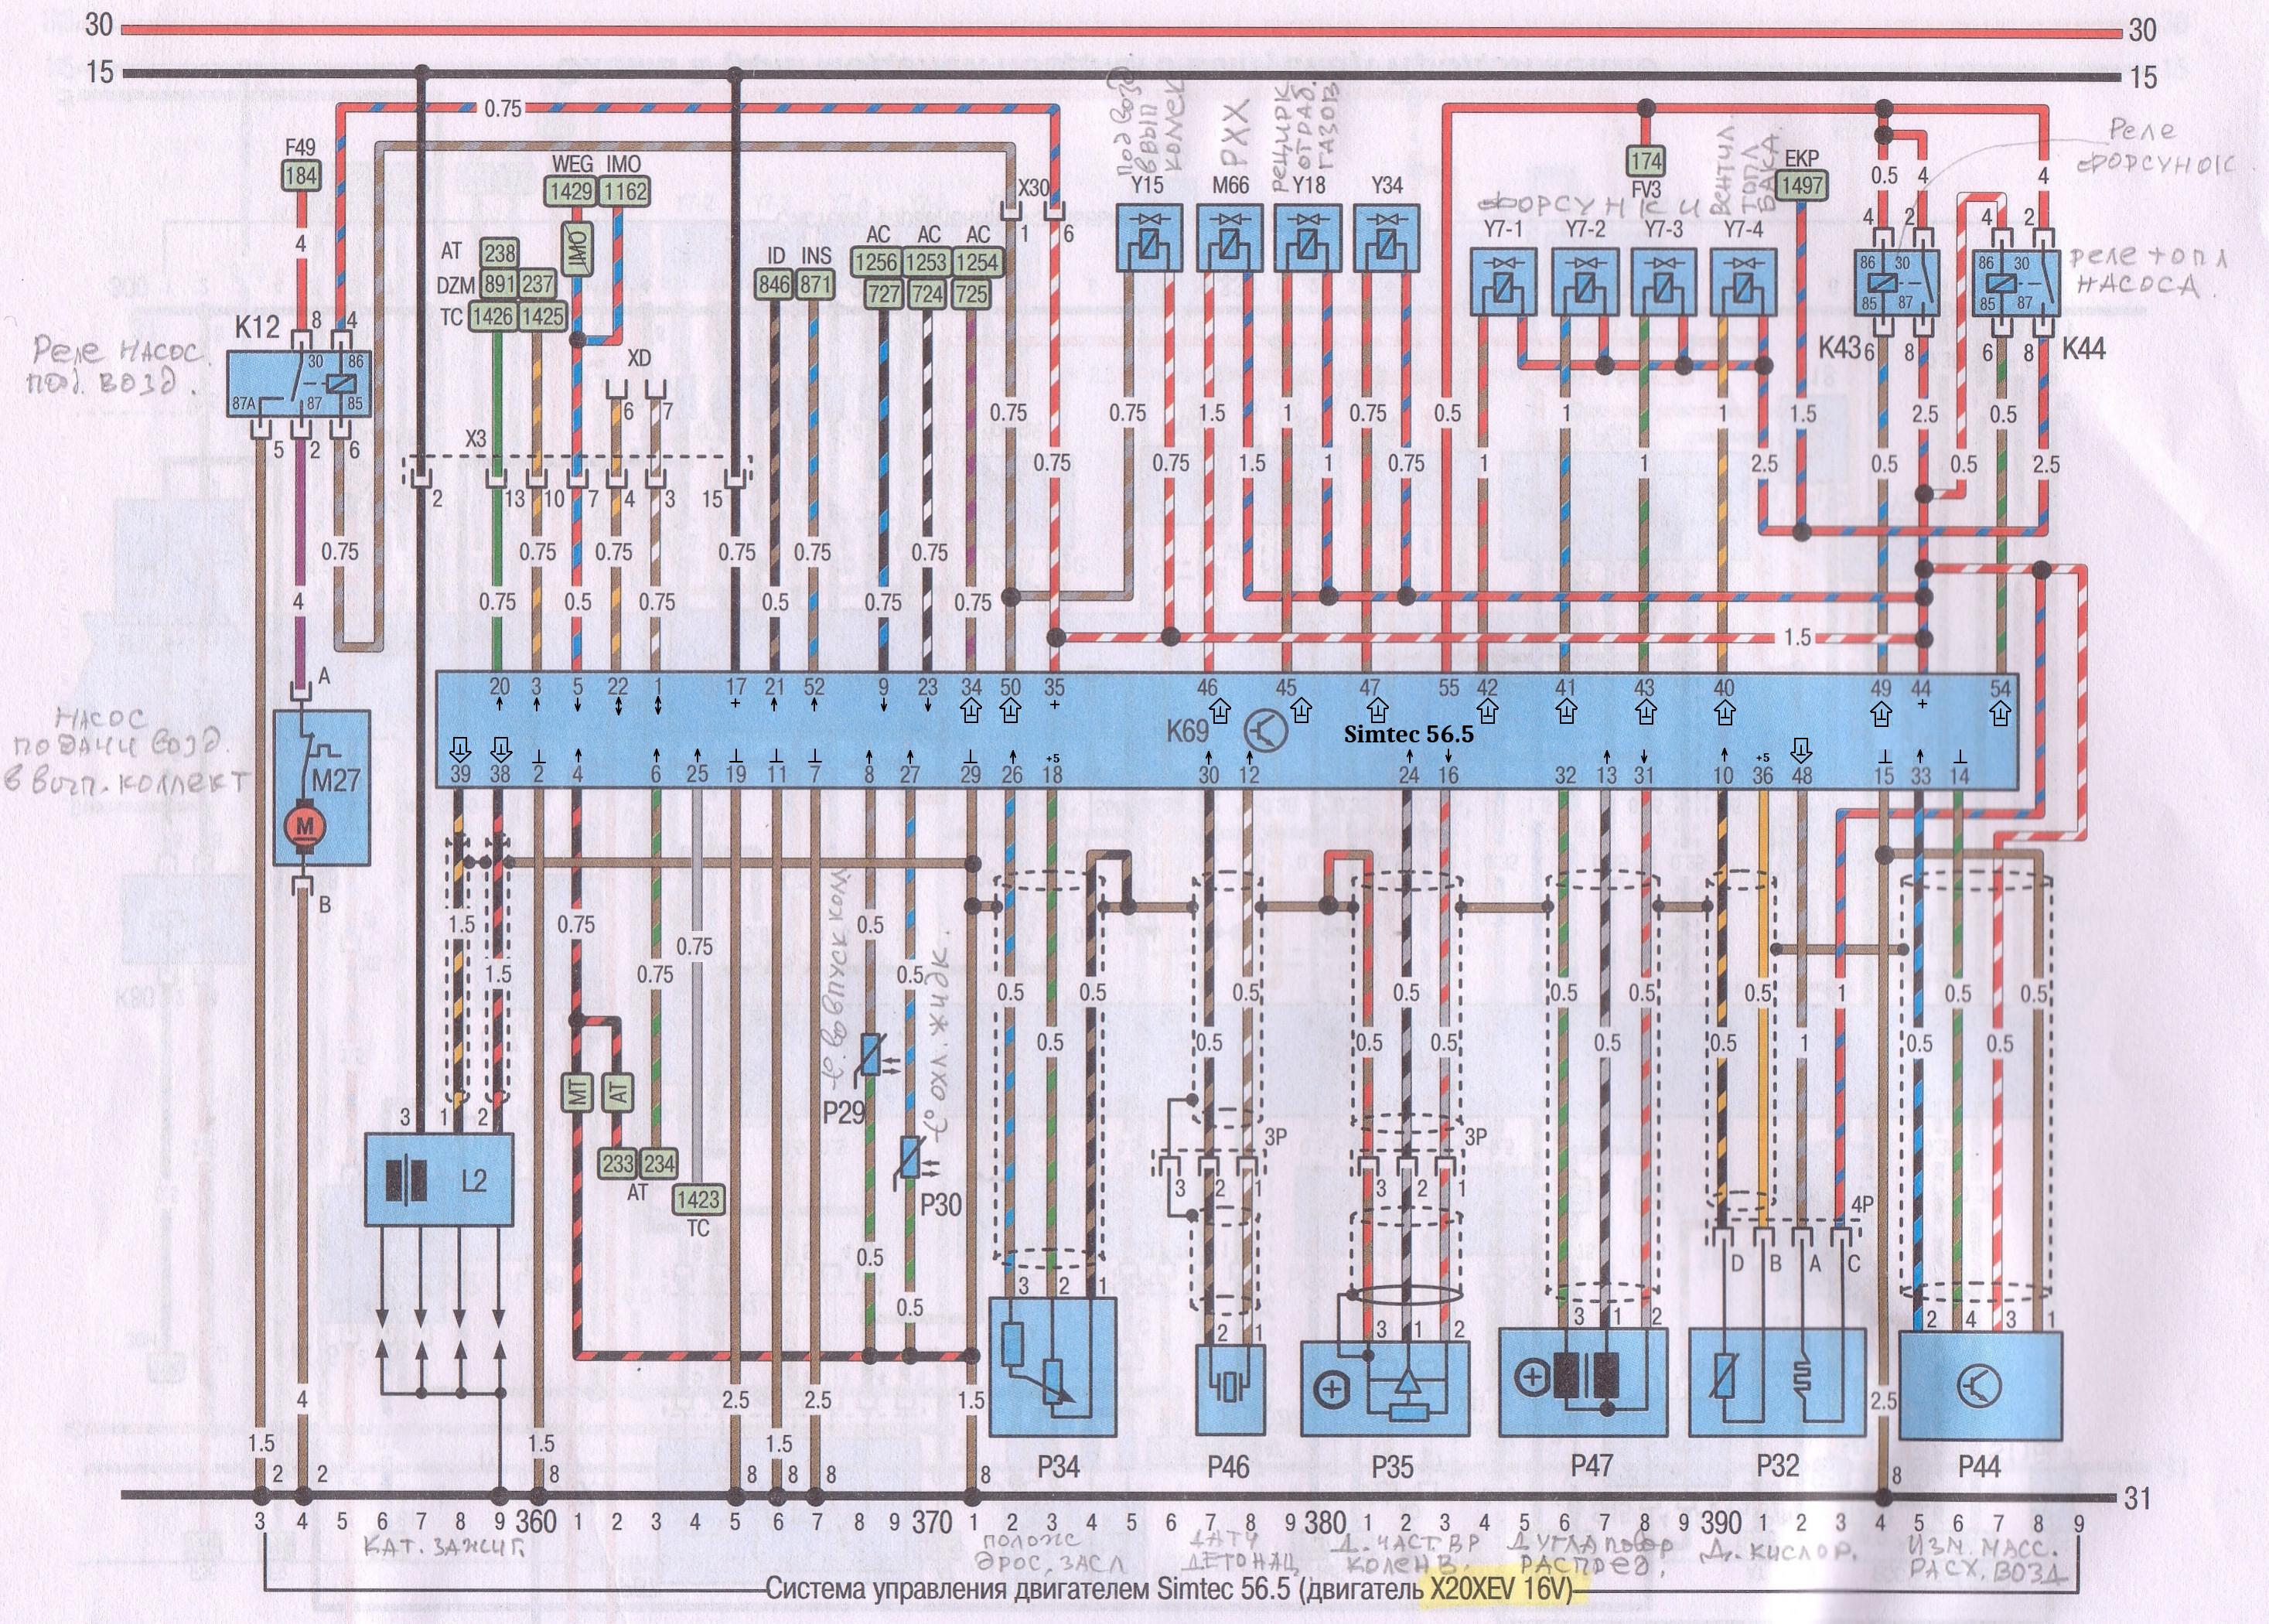 30 30
15 15
0.75
F49
184
WEG IMO
1429 1162
IMO
AT 238
DZM 891 237
TC 1426 1425
ID INS
846 871
AC AC AC
1256 1253 1254
727 724 725
X30
1 6
под возд
в вып
колек
РХХ
рецирк
отраб.
газов
Y15 M66 Y18 Y34
форсунки
Y7-1 Y7-2 Y7-3 Y7-4
174
FV3
вентил.
топл
бака.
EKP
1497
0.5 4 4
4 2 4 2
86 30 86 30
85 87 85 87
K43 6 8 6 8 K44
Реле
форсунок
реле топл
насоса.
4
8 4
K12
Реле насос.
под. возд.
30 86
87A 87 85
5 2 6
XD
6 7
X3
2 13 10 7 4 3 15
0.75 0.75 1.5 1 0.75 0.5 1 1 1.5 2.5 0.5
0.75 0.75 1.5 1 0.75 1 1 2.5 0.5 0.5 2.5
0.75 0.75 0.75 0.75 0.75 0.75
4 0.75 0.5 0.75 0.5 0.75 0.75
1.5
20 3 5 22 1 17 21 52 9 23 34 50 35 46 45 47 55 42 41 43 40 49 44 54
K69 Simtec 56.5
39 38 2 4 6 25 19 11 7 8 27 29 26 18 30 12 24 16 32 13 31 10 36 48 15 33 14
+5 +5
A
насос
подачи возд.
в вып. коллект
M27
M
B
1.5 0.75 0.5
1.5 0.75 0.75 0.5
t° во впуск колл
t° охл. жидк.
0.5 0.5 0.5 0.5 0.5 0.5 0.5 1 0.5 0.5
0.5 0.5 0.5 0.5 0.5 0.5 1 0.5 0.5
MT AT
P29
P30
3 1 2
L2
233 234
AT
1423
TC
0.5
0.5
3P 3P 4P
3 2 1 3 2 1
D B A C
3 2 1 2 1 3 1 2 3 1 2 2 4 3 1
4 2.5 2.5 1.5 2.5
1.5 1.5 1.5
2 2 8 8 8 8 8 8
P34 P46 P35 P47 P32 P44
31
3 4 5 6 7 8 9 360 1 2 3 4 5 6 7 8 9 370 1 2 3 4 5 6 7 8 9 380 1 2 3 4 5 6 7 8 9 390 1 2 3 4 5 6 7 8 9
кат. зажиг.
полож
дрос. засл
датч
детонац
д. част вр
коленв.
д угла повор
распред.
д. кислор.
изм. масс.
расх. возд
Система управления двигателем Simtec 56.5 (двигатель X20XEV 16V)